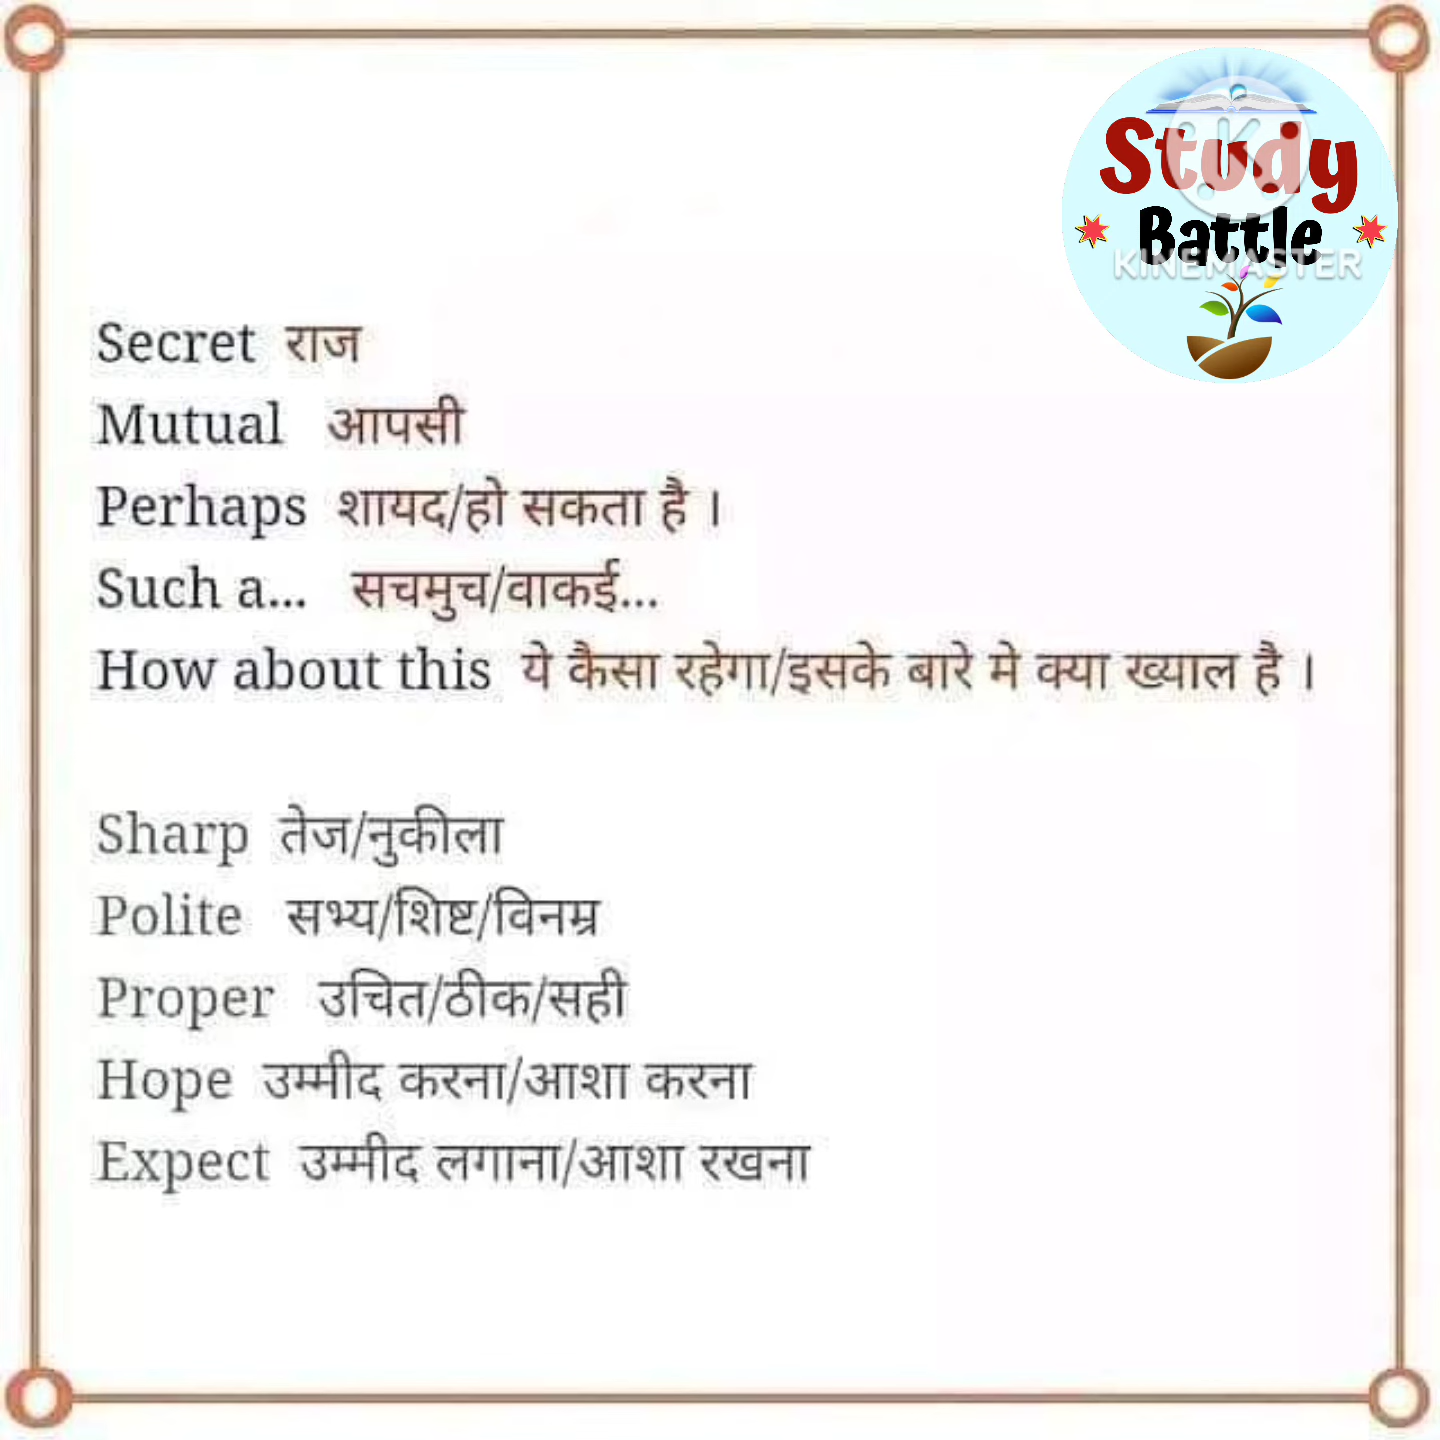 Study
Battle
KINEMASTER
Secret राज
Mutual आपसी
Perhaps शायद/हो सकता है ।
Such a... सचमुच/वाकई...
How about this ये कैसा रहेगा/इसके बारे मे क्या ख्याल है ।
Sharp तेज/नुकीला
Polite सभ्य/शिष्ट/विनम्र
Proper उचित/ठीक/सही
Hope उम्मीद करना/आशा करना
Expect उम्मीद लगाना/आशा रखना